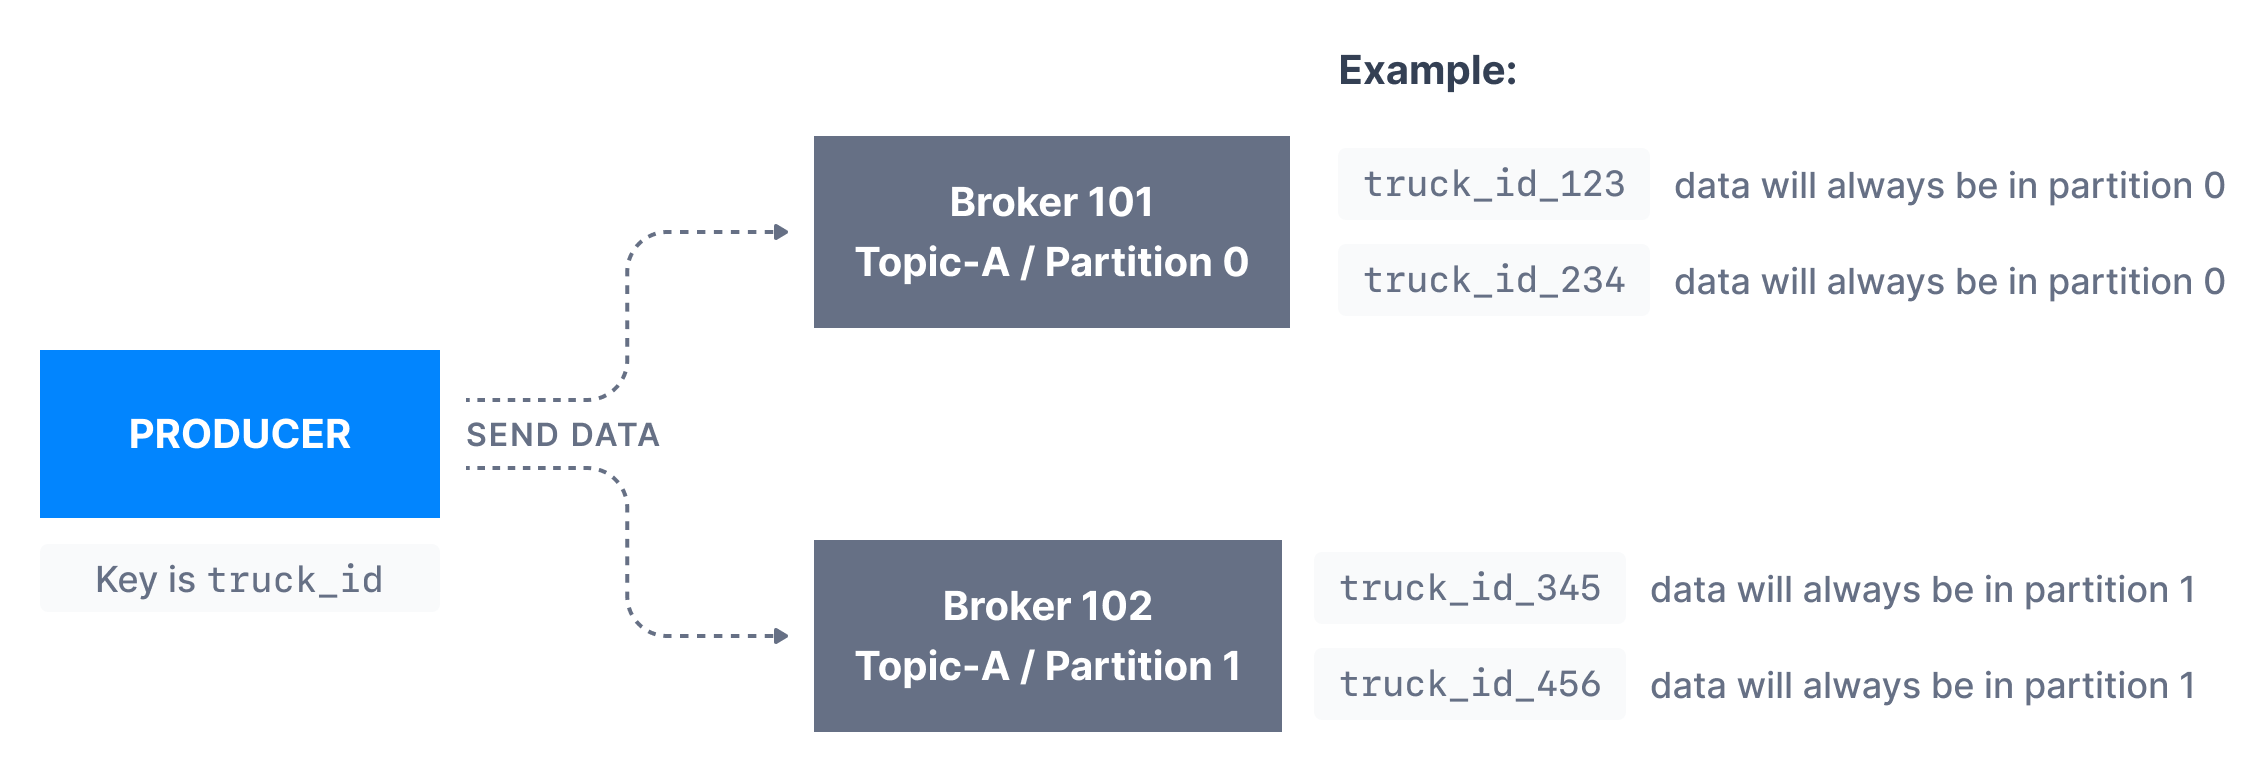 Example:
Broker 101
Topic-A / Partition 0
truck_id_123 data will always be in partition 0
truck_id_234 data will always be in partition 0
PRODUCER
SEND DATA
Key is truck_id
Broker 102
Topic-A / Partition 1
truck_id_345 data will always be in partition 1
truck_id_456 data will always be in partition 1